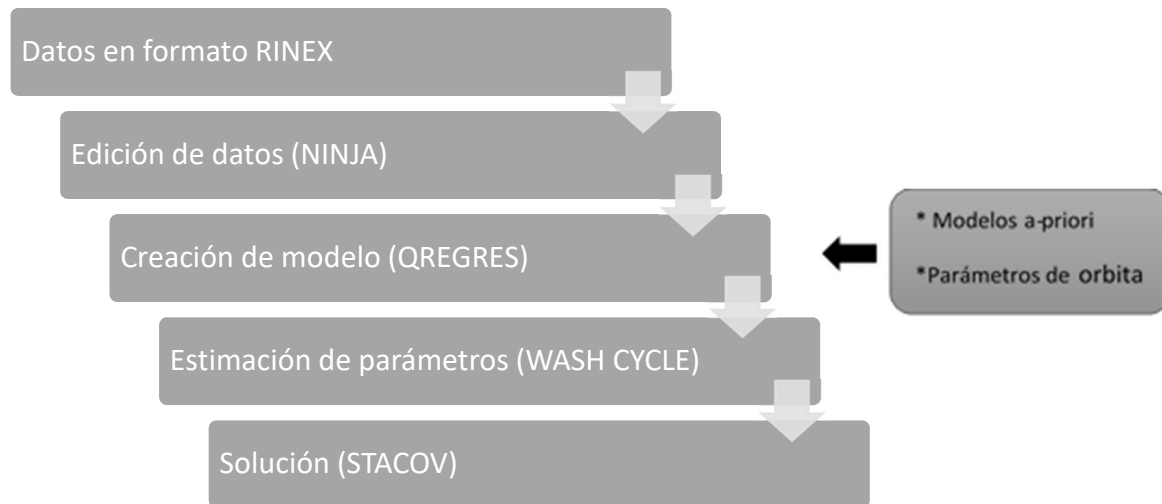 Datos en formato RINEX
Edición de datos (NINJA)
Creación de modelo (QREGRES)
* Modelos a-priori
*Parámetros de orbita
Estimación de parámetros (WASH CYCLE)
Solución (STACOV)